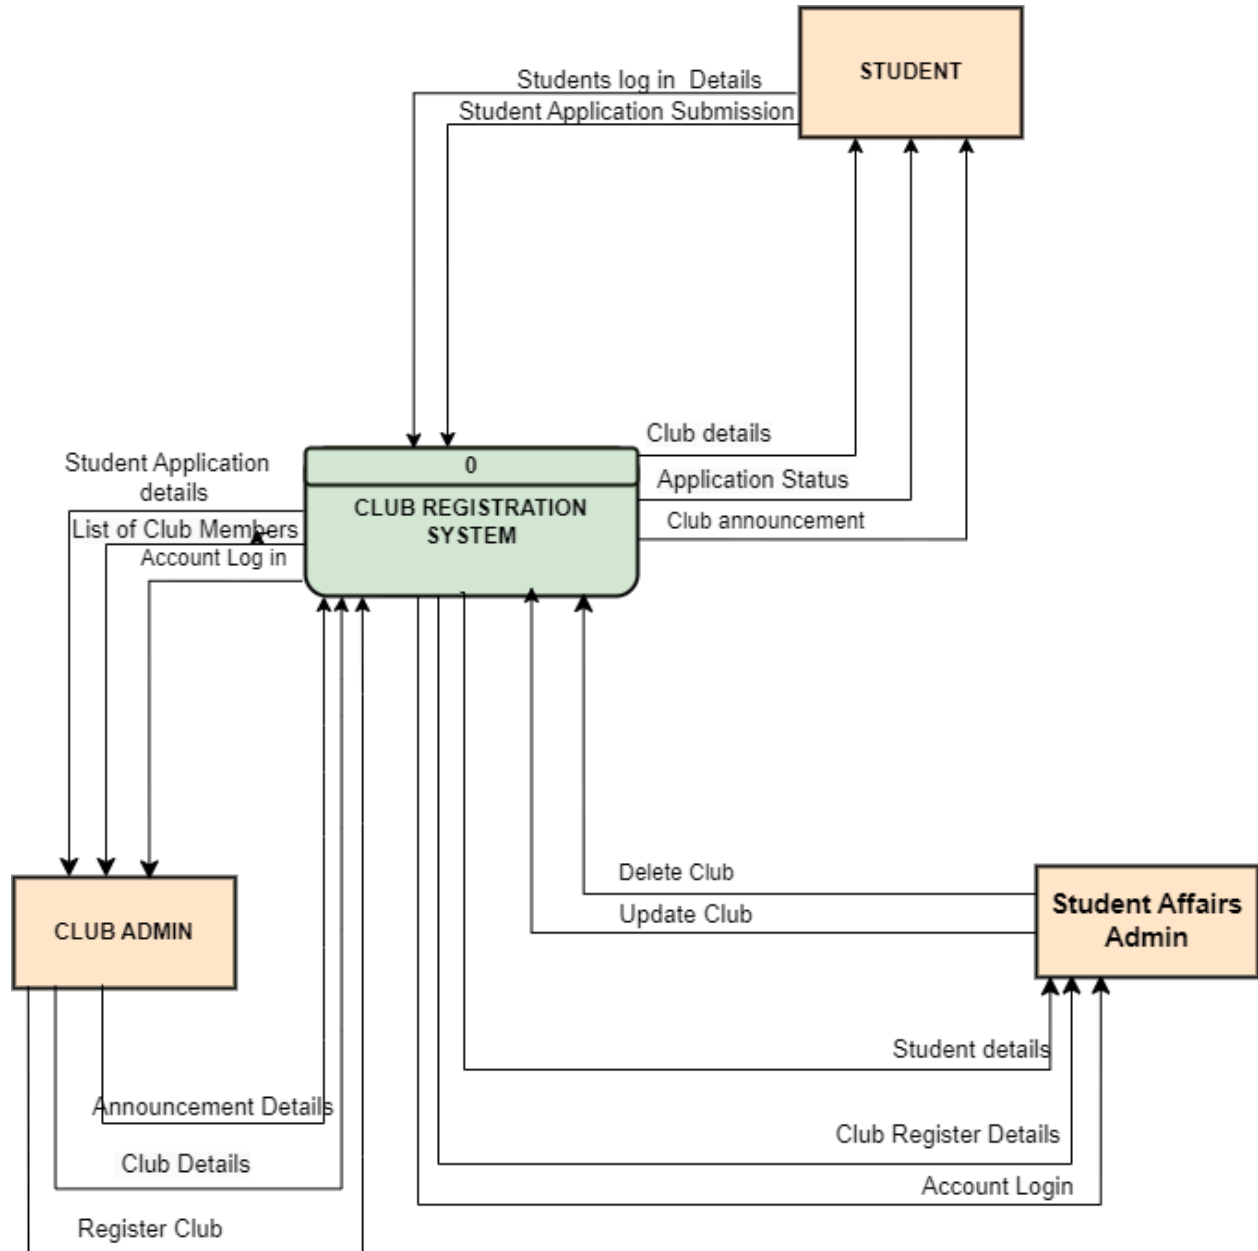 STUDENT
Students log in  Details
Student Application Submission
Club details
0
Student Application
details
Application Status
CLUB REGISTRATION
SYSTEM
Club announcement
List of Club Members
Account Log in
Delete Club
Update Club
Student Affairs
Admin
CLUB ADMIN
Student details
Announcement Details
Club Register Details
Club Details
Account Login
Register Club